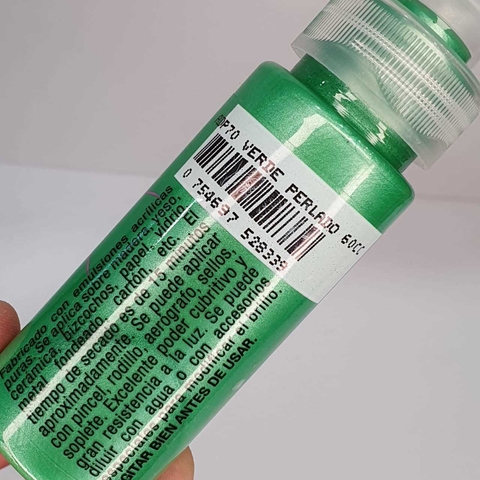 VERDE PERLADO 60CC
0 754697 528339
Fabricado con emulsiones acrílicas
puras. Se aplica sobre madera, yeso,
cerámica, bizcochos, papel, vidrio
metal fondeado, cartón, etc. El
tiempo de secado es de 15 minutos
aproximadamente. Se puede aplicar
con pincel, rodillo, aerógrafo, sellos,
soplete. Excelente poder cubritivo y
gran resistencia a la luz. Se puede
diluir con agua o con accesorios
especiales para modificar el brillo.
GITAR BIEN ANTES DE USAR.